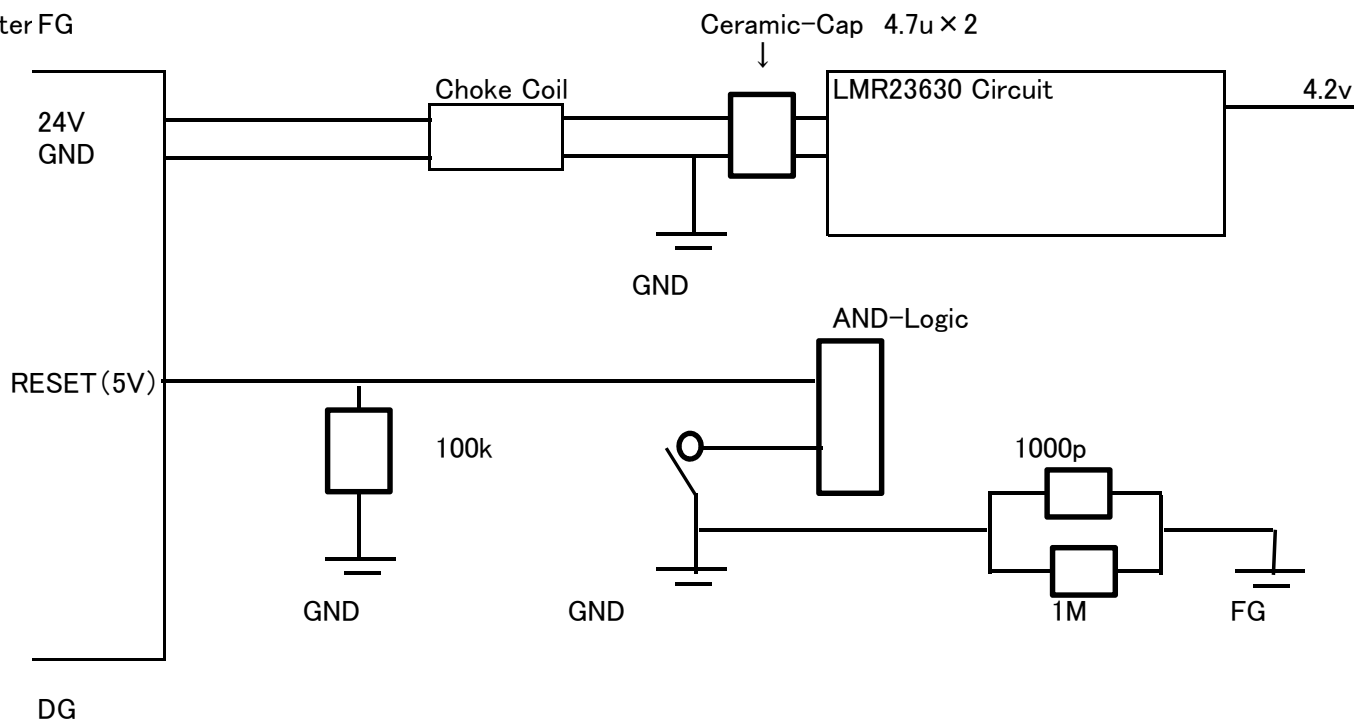 ter FG
Ceramic-Cap 4.7u×2
↓
Choke Coil
LMR23630 Circuit
4.2v
24V
GND
GND
AND-Logic
RESET(5V)
100k
1000p
GND
GND
1M
FG
DG